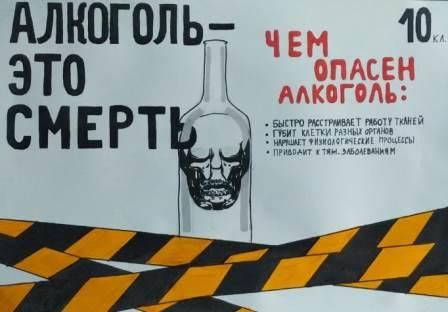 АЛКОГОЛЬ –
ЭТО
СМЕРТЬ
10 КЛ.
ЧЕМ
ОПАСЕН
АЛКОГОЛЬ:
• БЫСТРО РАССТРАИВАЕТ РАБОТУ ТКАНЕЙ
• ГУБИТ КЛЕТКИ РАЗНЫХ ОРГАНОВ
• НАРУШАЕТ ФИЗИОЛОГИЧЕСКИЕ ПРОЦЕССЫ
• ПРИВОДИТ К ТЯЖ. ЗАБОЛЕВАНИЯМ